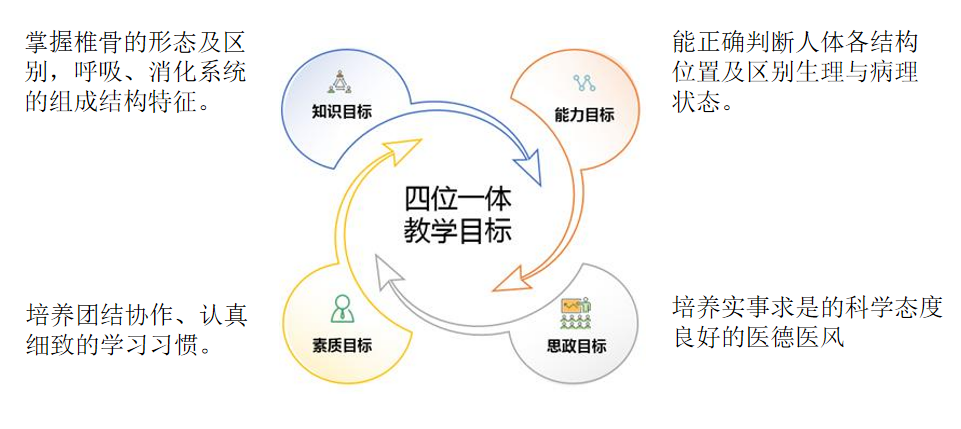 掌握椎骨的形态及区
别，呼吸、消化系统
的组成结构特征。
知识目标
能力目标
能正确判断人体各结构
位置及区别生理与病理
状态。
四位一体
教学目标
培养团结协作、认真
细致的学习习惯。
素质目标
思政目标
培养实事求是的科学态度
良好的医德医风